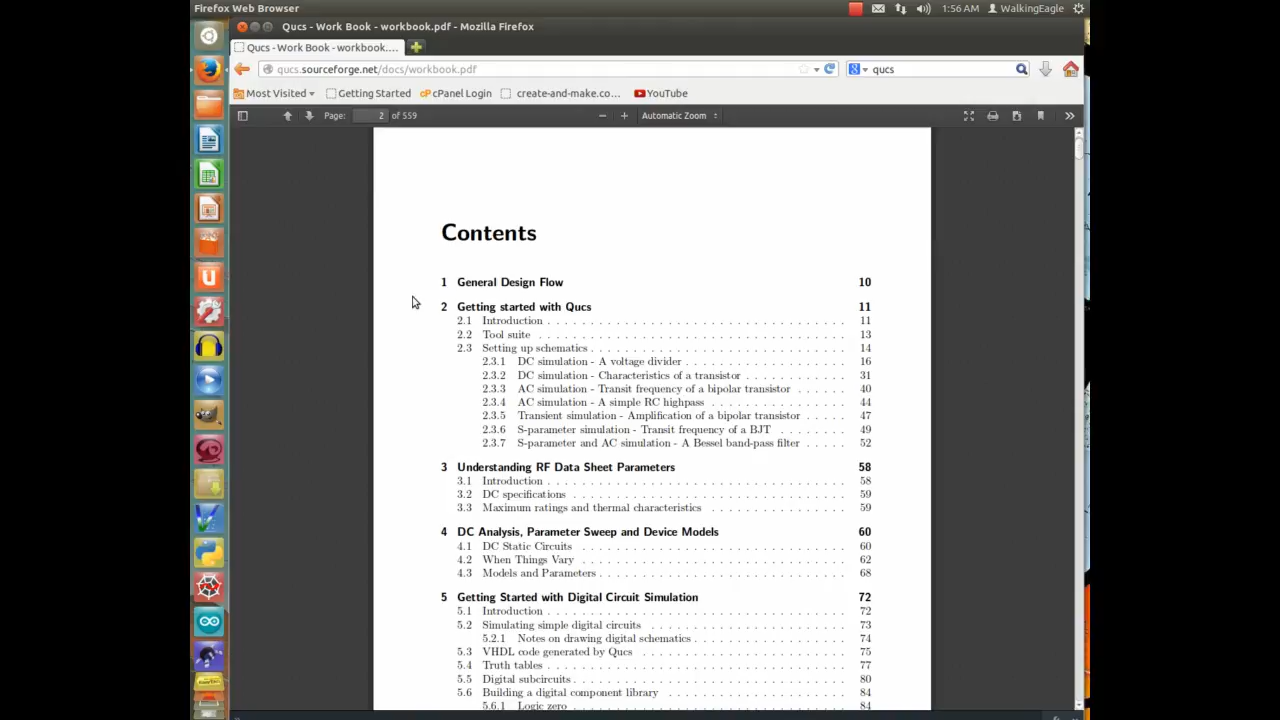 Firefox Web Browser 1:56 AM WalkingEagle
Qucs - Work Book - workbook.pdf - Mozilla Firefox
Qucs - Work Book - workbook....
qucs.sourceforge.net/docs/workbook.pdf qucs
Most Visited Getting Started cPanel Login create-and-make.co... YouTube
Page: 2 of 559 Automatic Zoom
Contents
1 General Design Flow 10
2 Getting started with Qucs 11
2.1 Introduction . . . . . . . . . . . . . . . . . . . . . . . . . . . . . . . . . 11
2.2 Tool suite . . . . . . . . . . . . . . . . . . . . . . . . . . . . . . . . . . 13
2.3 Setting up schematics . . . . . . . . . . . . . . . . . . . . . . . . . . . . 14
2.3.1 DC simulation - A voltage divider . . . . . . . . . . . . . . . . . . 16
2.3.2 DC simulation - Characteristics of a transistor . . . . . . . . . . . . 31
2.3.3 AC simulation - Transit frequency of a bipolar transistor . . . . . . 40
2.3.4 AC simulation - A simple RC highpass . . . . . . . . . . . . . . . 44
2.3.5 Transient simulation - Amplification of a bipolar transistor . . . . . 47
2.3.6 S-parameter simulation - Transit frequency of a BJT . . . . . . . 49
2.3.7 S-parameter and AC simulation - A Bessel band-pass filter . . . . . 52
3 Understanding RF Data Sheet Parameters 58
3.1 Introduction . . . . . . . . . . . . . . . . . . . . . . . . . . . . . . . . . 58
3.2 DC specifications . . . . . . . . . . . . . . . . . . . . . . . . . . . . . . 59
3.3 Maximum ratings and thermal characteristics . . . . . . . . . . . . . . . 59
4 DC Analysis, Parameter Sweep and Device Models 60
4.1 DC Static Circuits . . . . . . . . . . . . . . . . . . . . . . . . . . . . . . 60
4.2 When Things Vary . . . . . . . . . . . . . . . . . . . . . . . . . . . . . . 62
4.3 Models and Parameters . . . . . . . . . . . . . . . . . . . . . . . . . . . 68
5 Getting Started with Digital Circuit Simulation 72
5.1 Introduction . . . . . . . . . . . . . . . . . . . . . . . . . . . . . . . . . 72
5.2 Simulating simple digital circuits . . . . . . . . . . . . . . . . . . . . . . 73
5.2.1 Notes on drawing digital schematics . . . . . . . . . . . . . . . . . 74
5.3 VHDL code generated by Qucs . . . . . . . . . . . . . . . . . . . . . . . 75
5.4 Truth tables . . . . . . . . . . . . . . . . . . . . . . . . . . . . . . . . . 77
5.5 Digital subcircuits . . . . . . . . . . . . . . . . . . . . . . . . . . . . . . 80
5.6 Building a digital component library . . . . . . . . . . . . . . . . . . . . 84
5.6.1 Logic zero . . . . . . . . . . . . . . . . . . . . . . . . . . . . . . 84